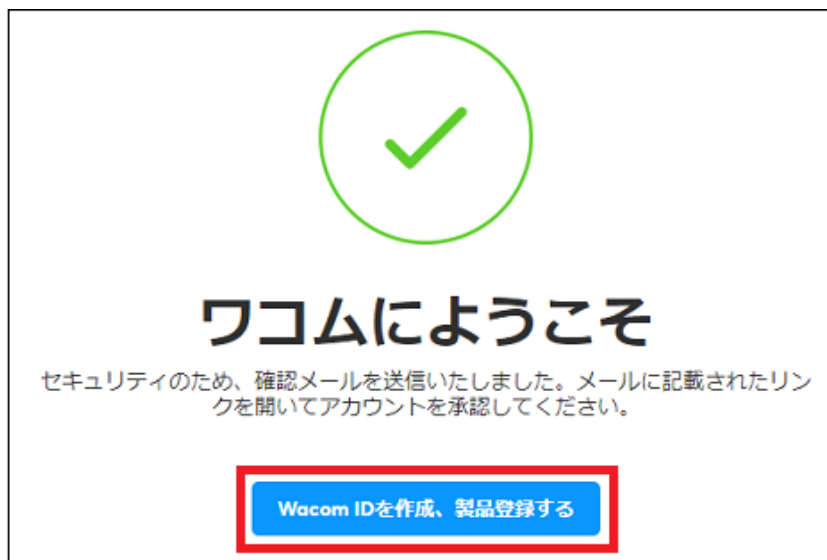 ワコムにようこそ
セキュリティのため、確認メールを送信いたしました。メールに記載されたリン
クを開いてアカウントを承認してください。
Wacom IDを作成、製品登録する